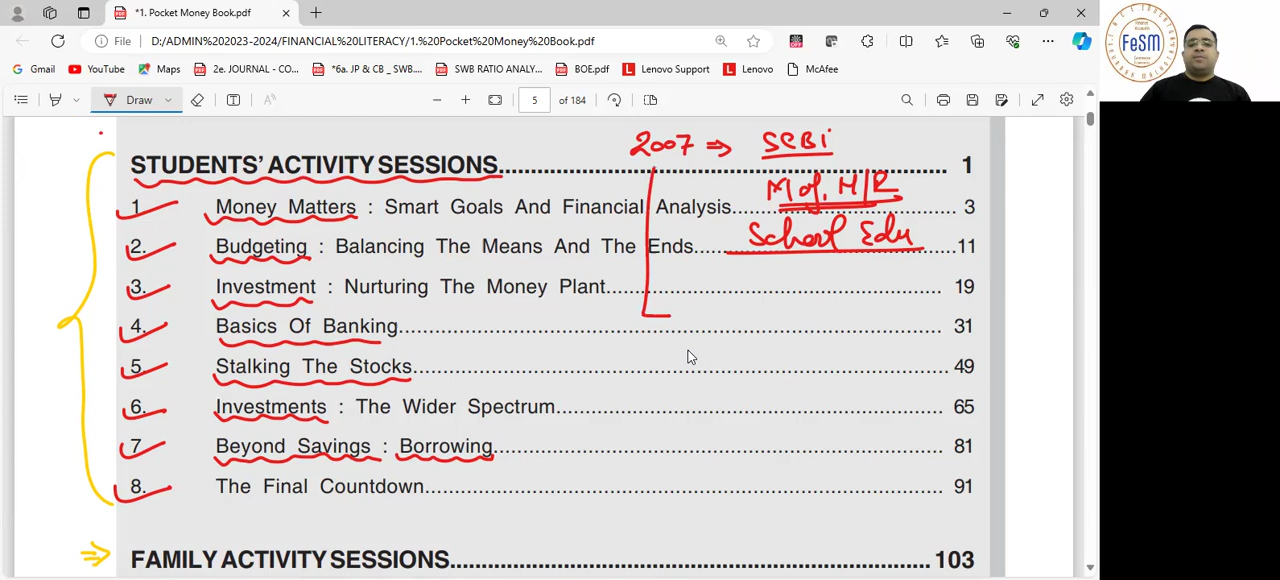 *1. Pocket Money Book.pdf
File D:/ADMIN%202023-2024/FINANCIAL%20LITERACY/1.%20Pocket%20Money%20Book.pdf
Gmail YouTube Maps 2e. JOURNAL - CO... *6a. JP & CB _ SWB.... SWB RATIO ANALY... BOE.pdf Lenovo Support Lenovo McAfee
Draw 5 of 184
FeSM
2007 ⇒ SEBI
STUDENTS' ACTIVITY SESSIONS 1
M of. H/R
1 Money Matters : Smart Goals And Financial Analysis 3
School Edu
2. Budgeting : Balancing The Means And The Ends 11
3. Investment : Nurturing The Money Plant 19
4. Basics Of Banking 31
5. Stalking The Stocks 49
6. Investments : The Wider Spectrum 65
7 Beyond Savings : Borrowing 81
8. The Final Countdown 91
FAMILY ACTIVITY SESSIONS 103